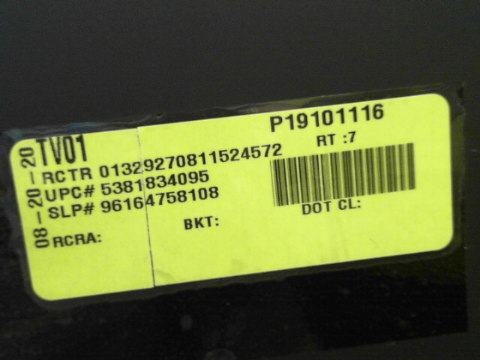 08-20-20
TV01
P19101116
RCTR 01329270811524572
RT :7
UPC# 5381834095
SLP# 96164758108
RCRA:
BKT:
DOT CL: